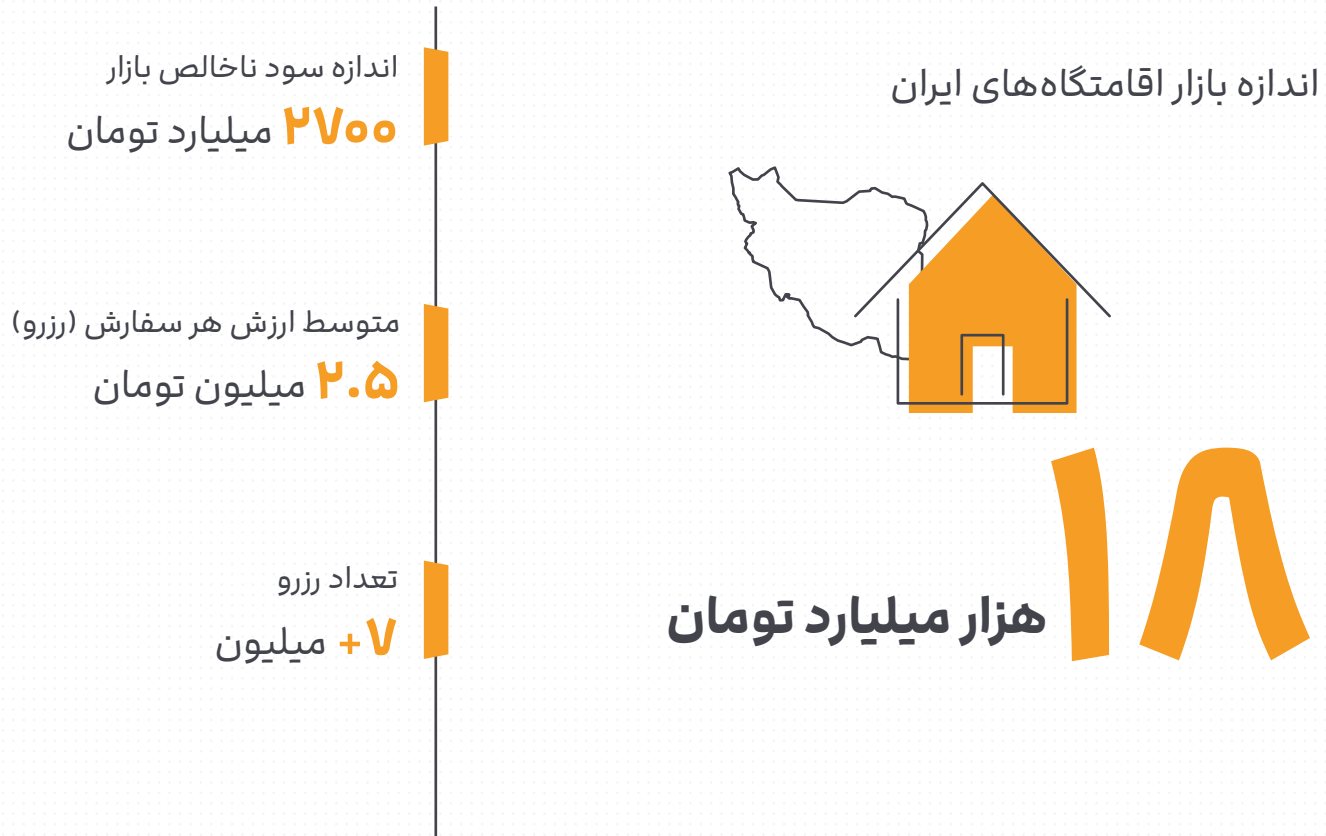 اندازه بازار اقامتگاه‌های ایران
۱۸ هزار میلیارد تومان
اندازه سود ناخالص بازار
۲۷۰۰ میلیارد تومان
متوسط ارزش هر سفارش (رزرو)
۲.۵ میلیون تومان
تعداد رزرو
۷+ میلیون